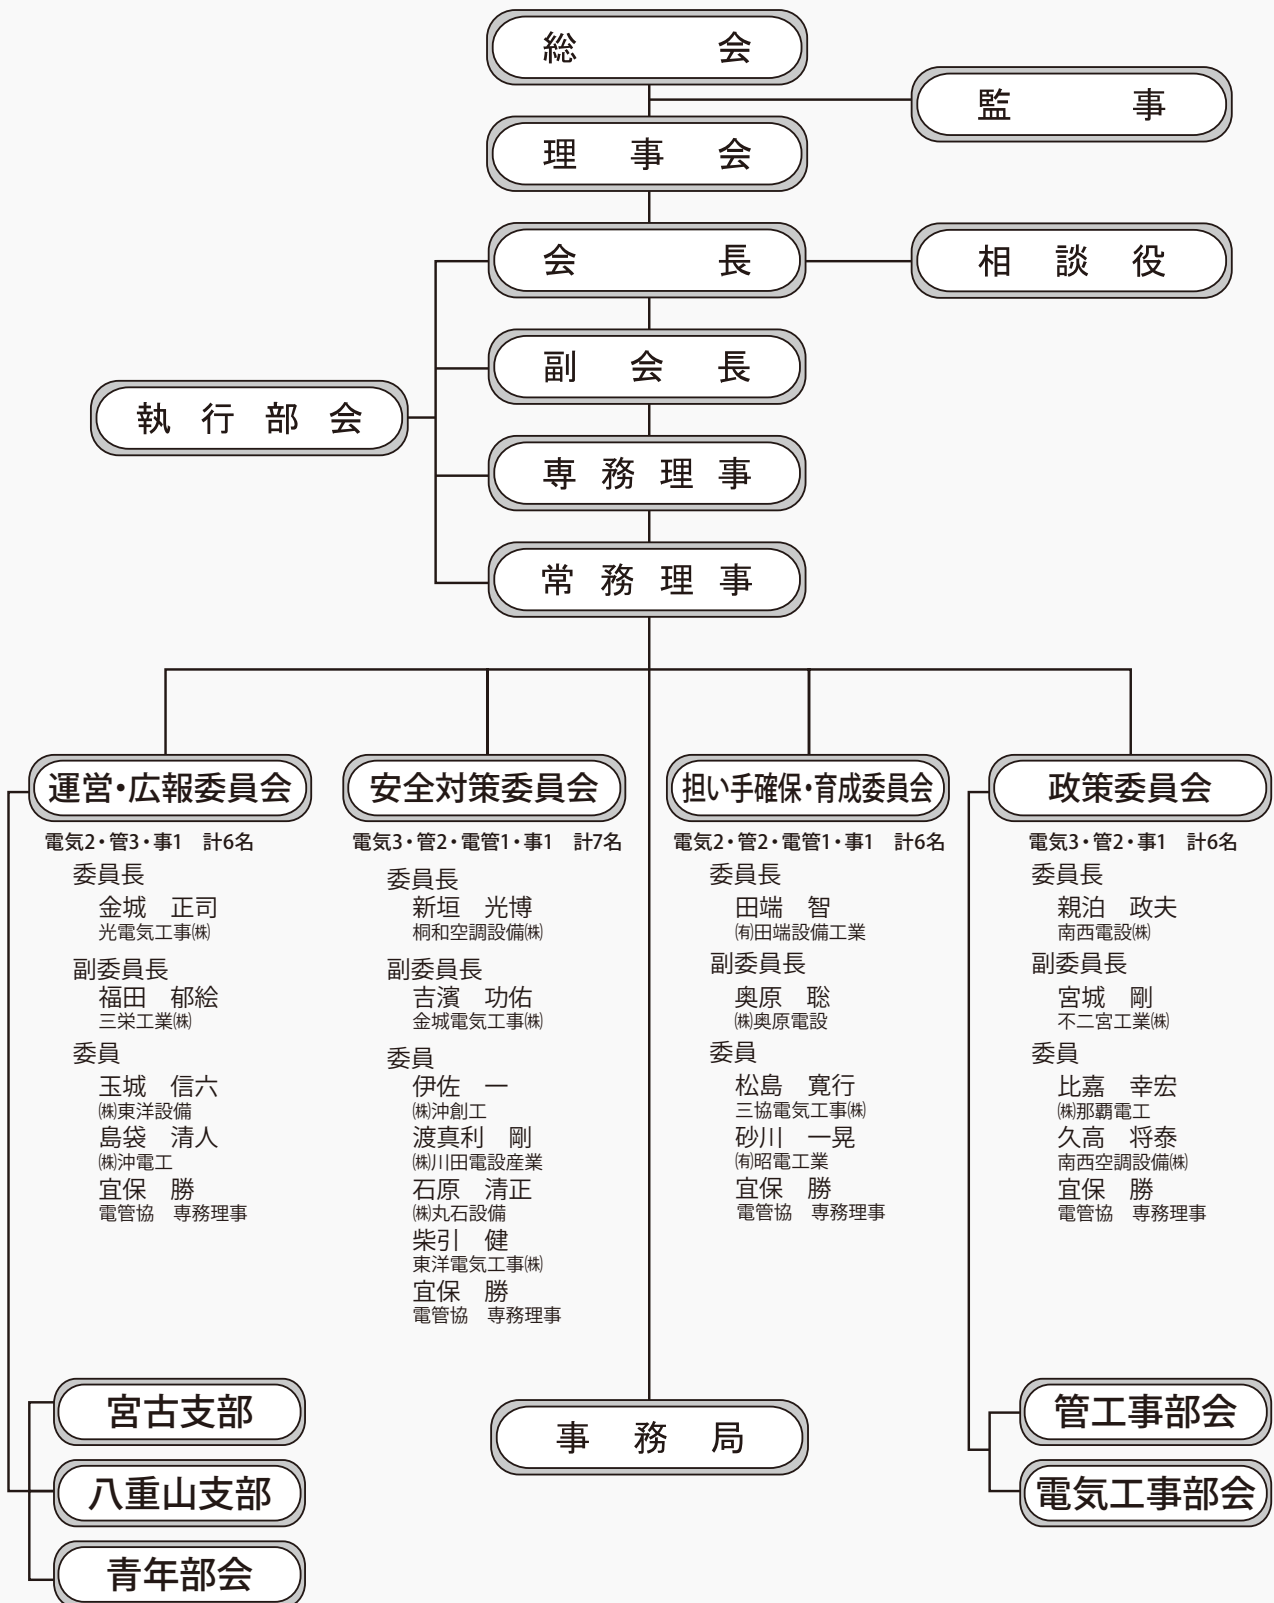 総会
監事
理事会
会長
相談役
副会長
執行部会
専務理事
常務理事
運営・広報委員会
電気2・管3・事1　計6名
委員長
金城　正司
光電気工事㈱
副委員長
福田　郁絵
三栄工業㈱
委員
玉城　信六
㈱東洋設備
島袋　清人
㈱沖電工
宜保　勝
電管協　専務理事
安全対策委員会
電気3・管2・電管1・事1　計7名
委員長
新垣　光博
桐和空調設備㈱
副委員長
吉濱　功佑
金城電気工事㈱
委員
伊佐　一
㈱沖創工
渡真利　剛
㈱川田電設産業
石原　清正
㈱丸石設備
柴引　健
東洋電気工事㈱
宜保　勝
電管協　専務理事
担い手確保・育成委員会
電気2・管2・電管1・事1　計6名
委員長
田端　智
㈲田端設備工業
副委員長
奥原　聡
㈱奥原電設
委員
松島　寛行
三協電気工事㈱
砂川　一晃
㈲昭電工業
宜保　勝
電管協　専務理事
政策委員会
電気3・管2・事1　計6名
委員長
親泊　政夫
南西電設㈱
副委員長
宮城　剛
不二宮工業㈱
委員
比嘉　幸宏
㈱那覇電工
久高　将泰
南西空調設備㈱
宜保　勝
電管協　専務理事
宮古支部
八重山支部
青年部会
事務局
管工事部会
電気工事部会